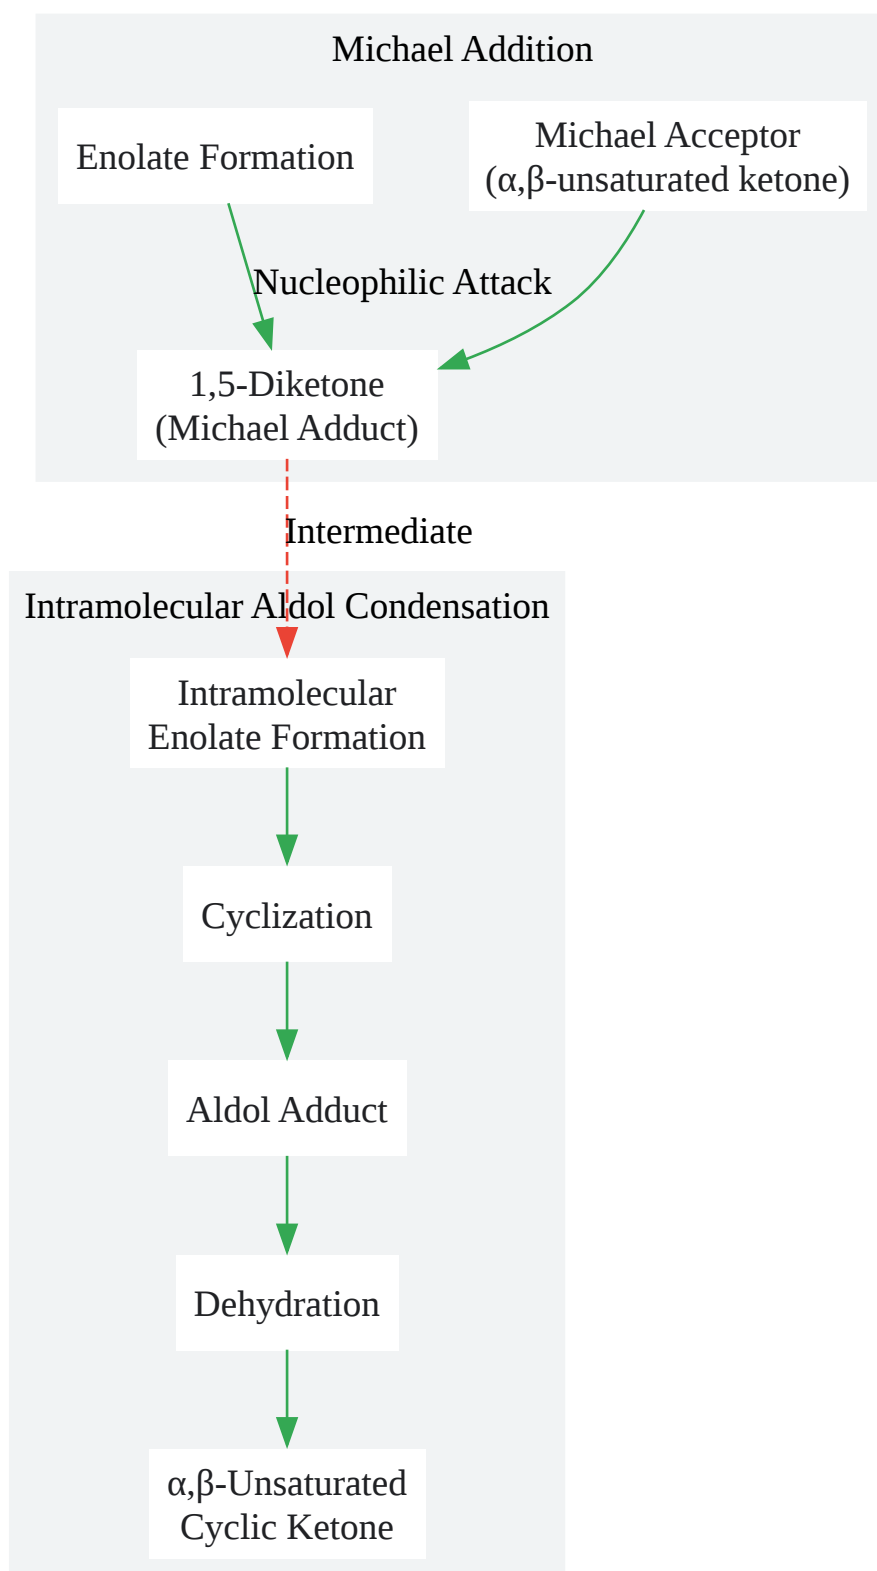 Michael Addition
Enolate Formation
Michael Acceptor
(α,β-unsaturated ketone)
Nucleophilic Attack
1,5-Diketone
(Michael Adduct)
Intermediate
Intramolecular Aldol Condensation
Intramolecular
Enolate Formation
Cyclization
Aldol Adduct
Dehydration
α,β-Unsaturated
Cyclic Ketone